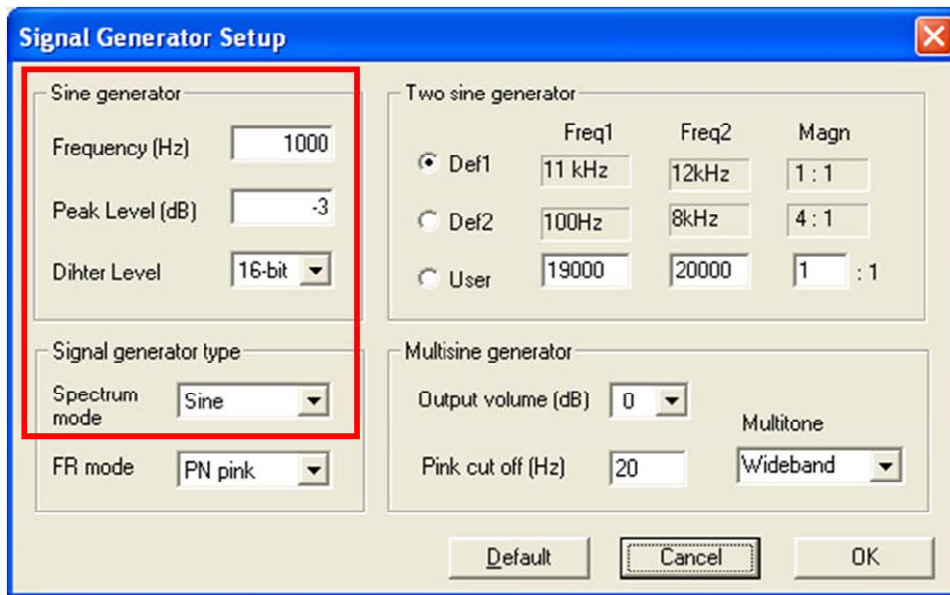 Signal Generator Setup
Sine generator
Frequency (Hz) 1000
Peak Level (dB) -3
Dihter Level 16-bit
Signal generator type
Spectrum mode Sine
FR mode PN pink
Two sine generator
Freq1 Freq2 Magn
Def1 11 kHz 12kHz 1 : 1
Def2 100Hz 8kHz 4 : 1
User 19000 20000 1 : 1
Multisine generator
Output volume (dB) 0
Multitone
Pink cut off (Hz) 20 Wideband
Default Cancel OK